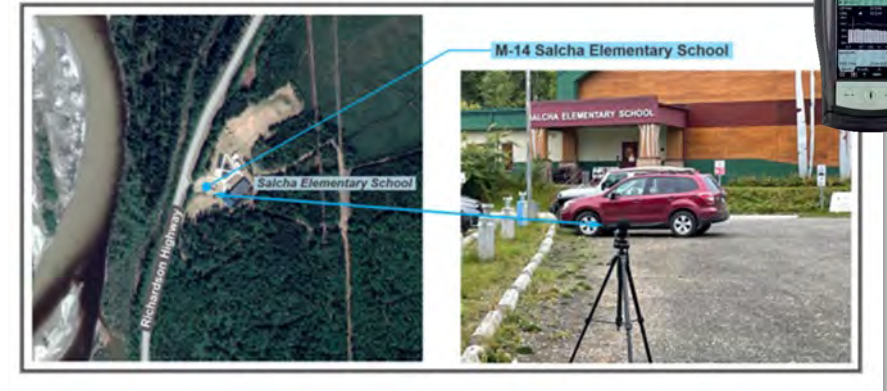 M-14 Salcha Elementary School
SALCHA ELEMENTARY SCHOOL
Salcha Elementary School
Richardson Highway